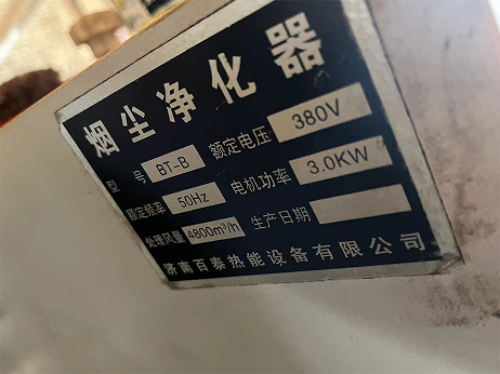 烟尘净化器
型号 BT-B 额定电压 380V
额定频率 50Hz 电机功率 3.0KW
处理风量 4800m³/h 生产日期
济南百泰热能设备有限公司